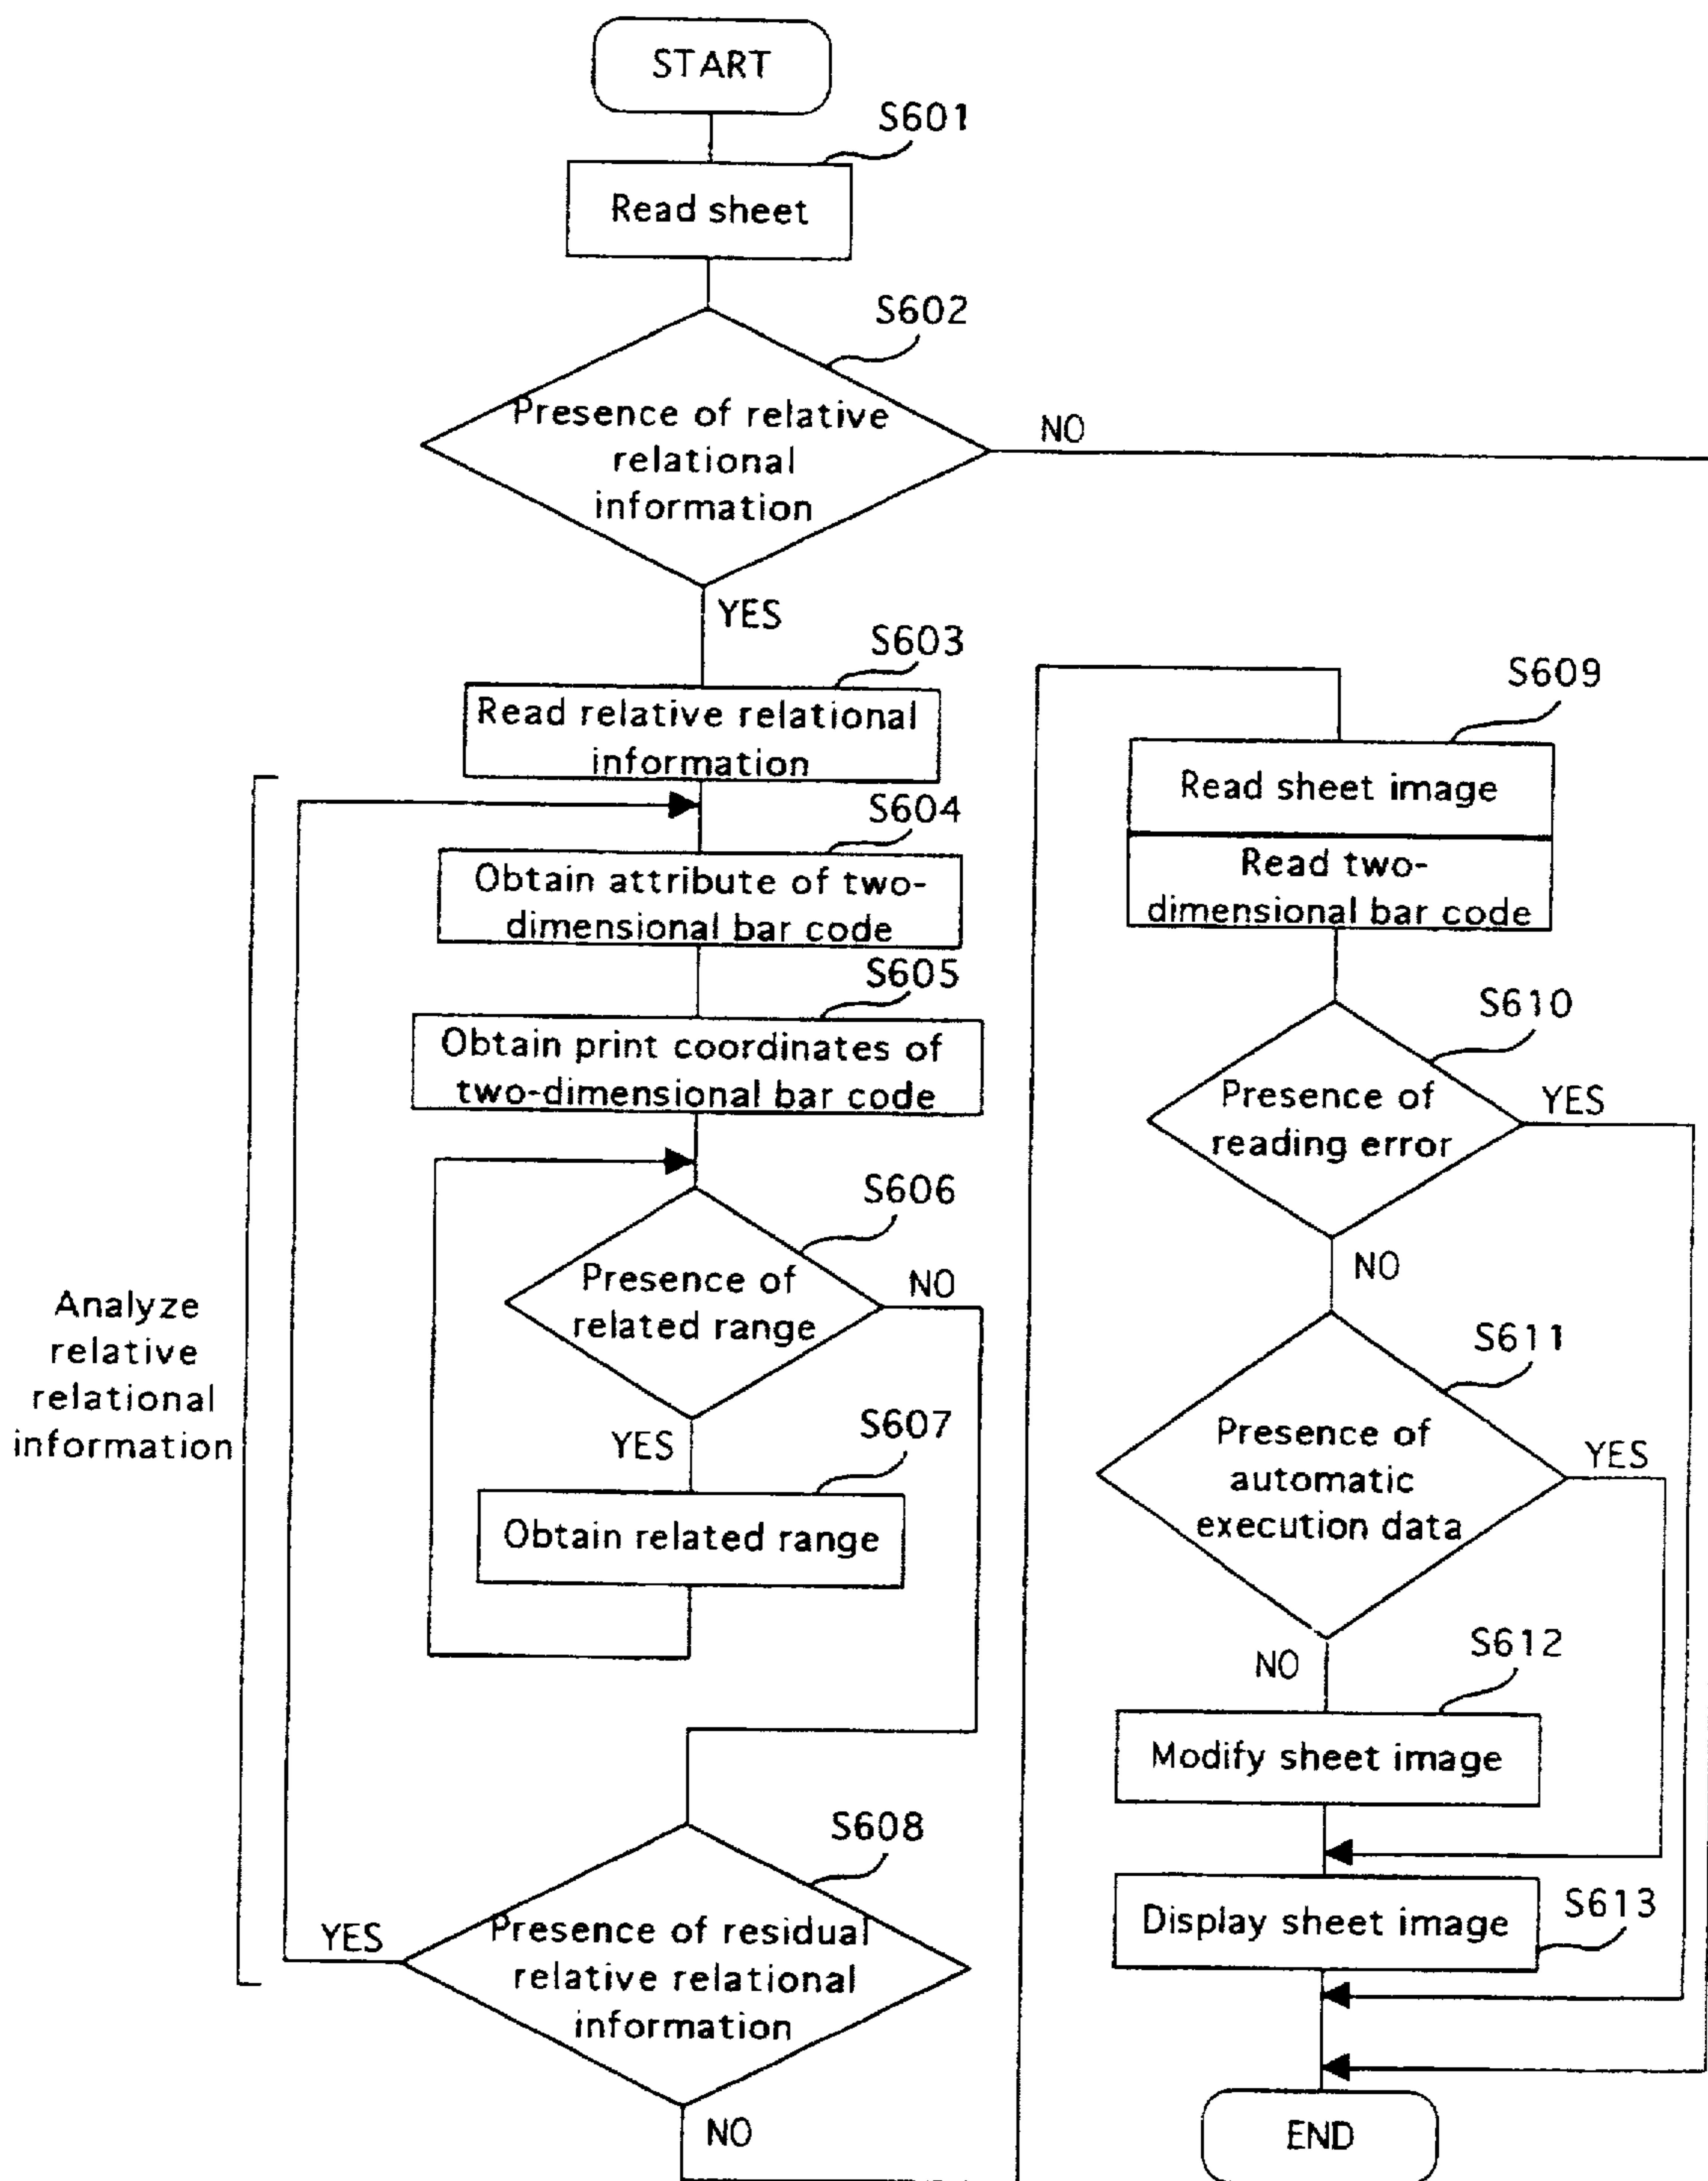 START
S601
Read sheet
S602
Presence of relative
relational
information
NO
YES
S603
Read relative relational
information
S604
Obtain attribute of two-
dimensional bar code
S605
Obtain print coordinates of
two-dimensional bar code
S606
Presence of
related range
NO
YES
S607
Obtain related range
Analyze
relative
relational
information
S608
Presence of residual
relative relational
information
YES
NO
S609
Read sheet image
Read two-
dimensional bar code
S610
Presence of
reading error
YES
NO
S611
Presence of
automatic
execution data
YES
NO
S612
Modify sheet image
Display sheet image
S613
END